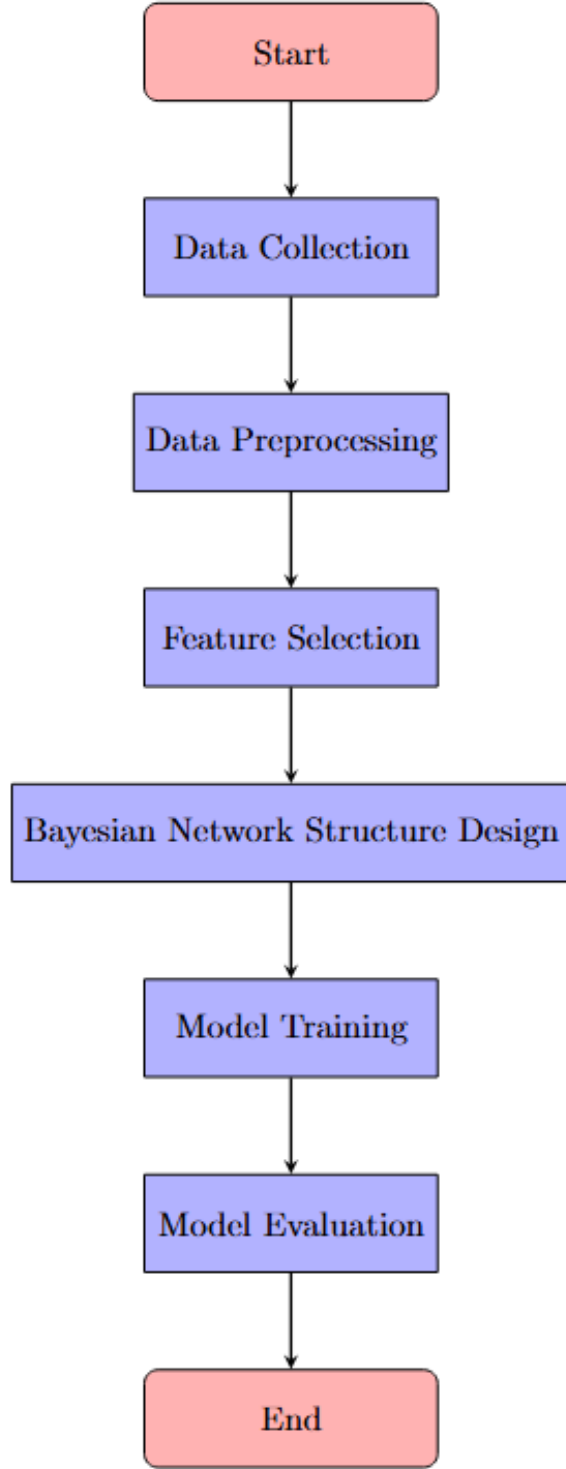 Start
Data Collection
Data Preprocessing
Feature Selection
Bayesian Network Structure Design
Model Training
Model Evaluation
End